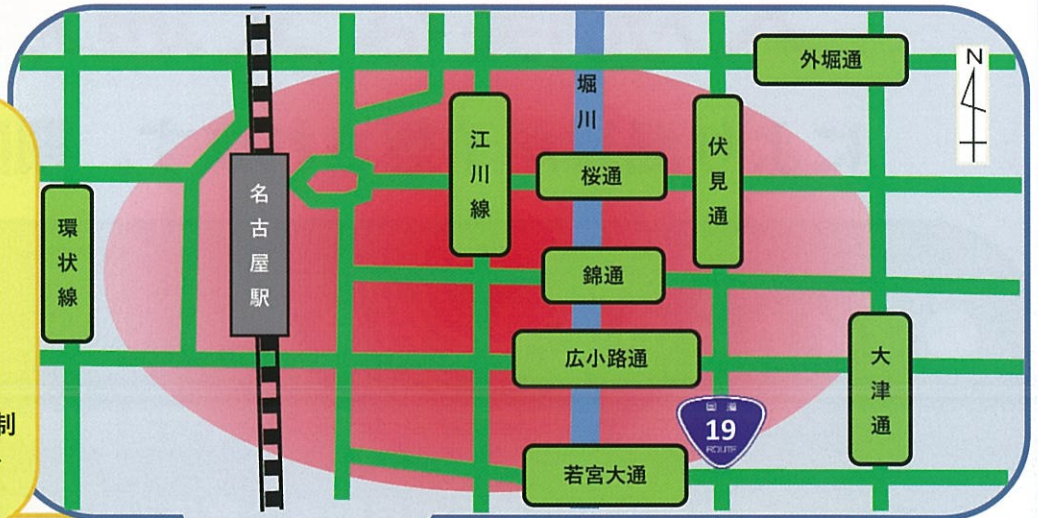 外堀通
N
堀川
江川線
伏見通
桜通
名古屋駅
環状線
錦通
広小路通
大津通
国道
19
ROUTE
制
若宮大通